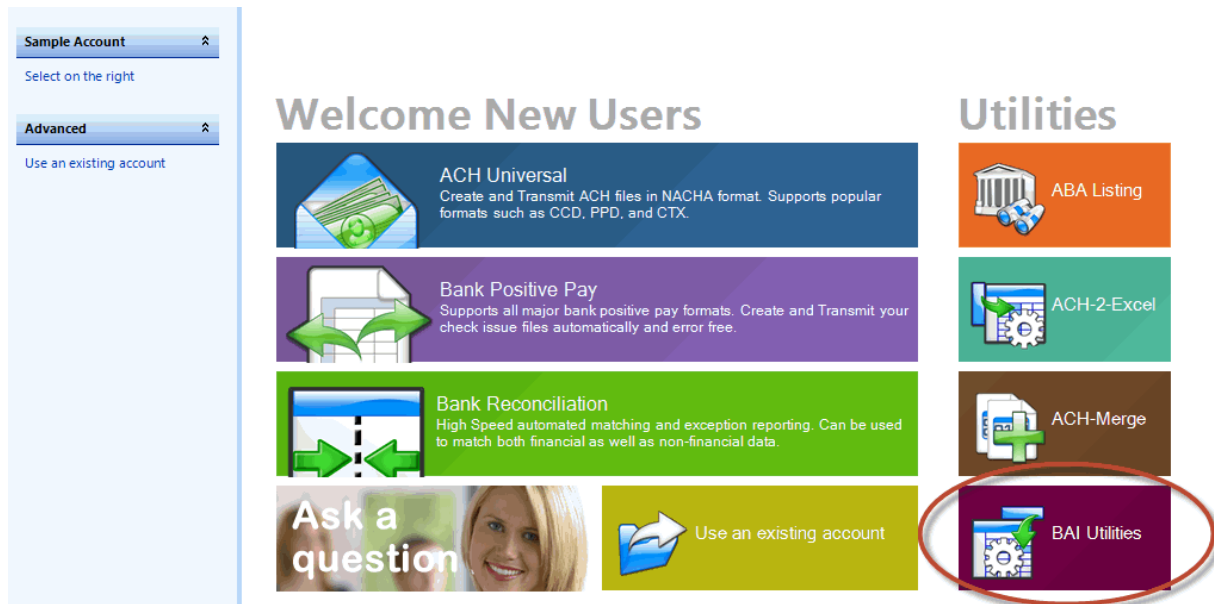 Sample Account
Select on the right
Advanced
Use an existing account
Welcome New Users
ACH Universal
Create and Transmit ACH files in NACHA format. Supports popular
formats such as CCD, PPD, and CTX.
Bank Positive Pay
Supports all major bank positive pay formats. Create and Transmit your
check issue files automatically and error free.
Bank Reconciliation
High Speed automated matching and exception reporting. Can be used
to match both financial as well as non-financial data.
Ask a
question
Use an existing account
Utilities
ABA Listing
ACH-2-Excel
ACH-Merge
BAI Utilities